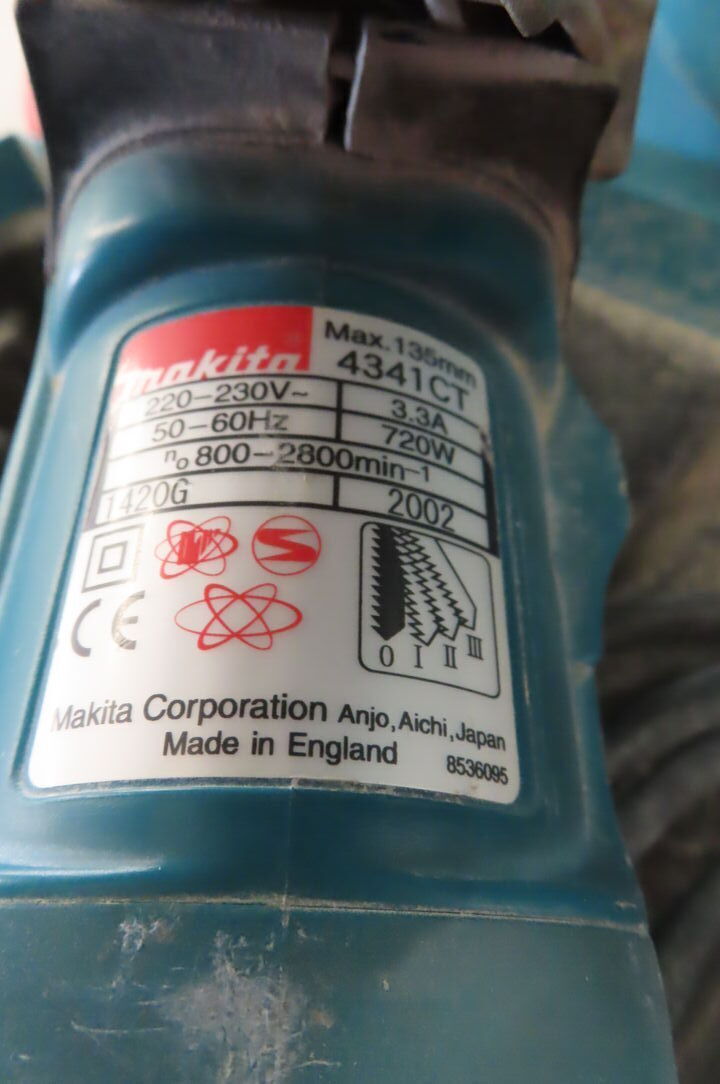 makita
Max. 135mm
4341CT
220-230V~ 3.3A
50-60Hz 720W
n₀ 800-2800min-1
1420G 2002
CE
0 I II III
Makita Corporation Anjo, Aichi, Japan
Made in England 8536095